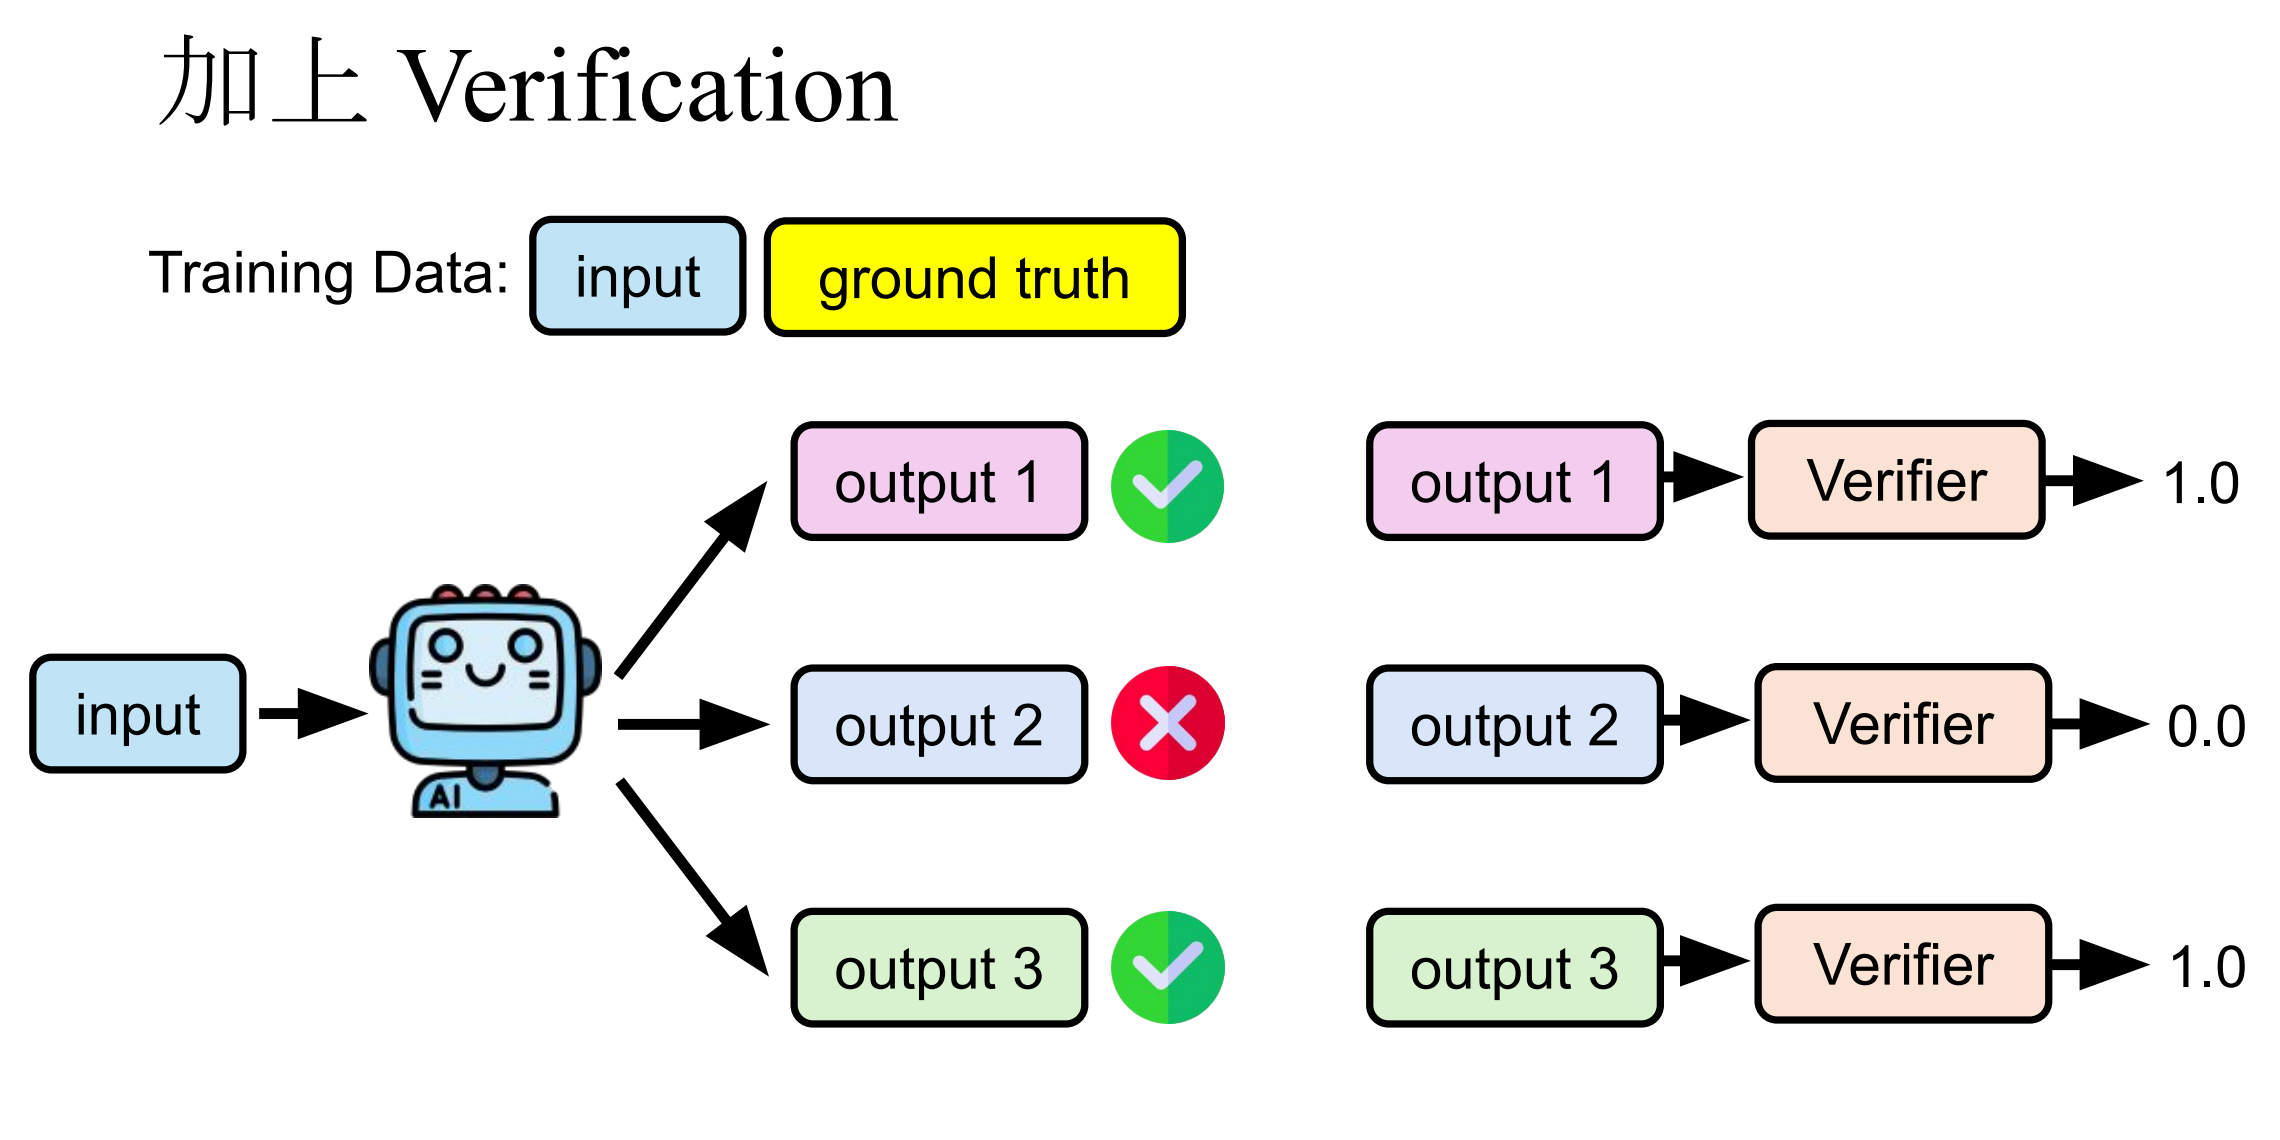 加上 Verification
Training Data: input ground truth
output 1 output 1 Verifier 1.0
input AI output 2 output 2 Verifier 0.0
output 3 output 3 Verifier 1.0